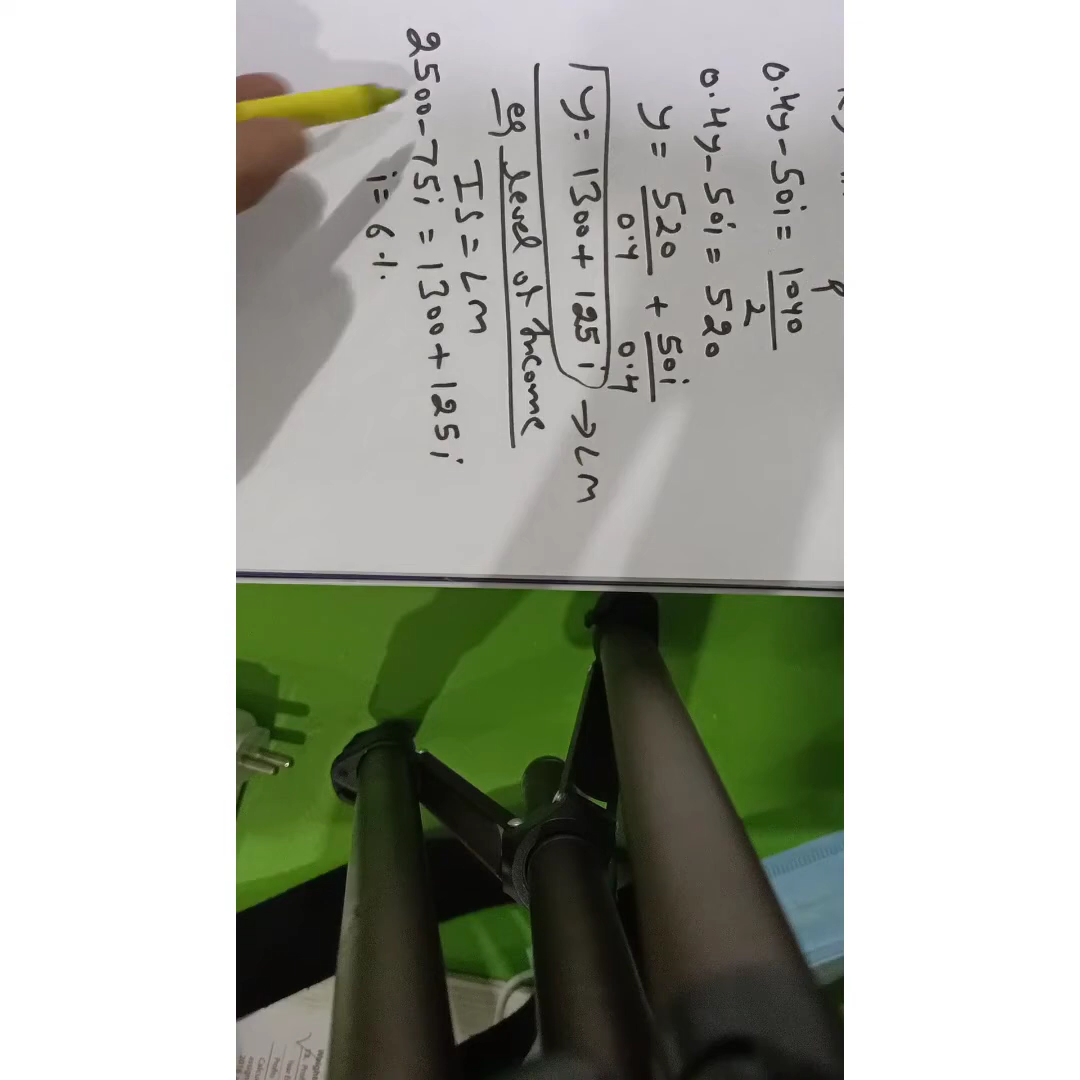 0.4y - 50i = 1040/2
0.4y - 50i = 520
y = 520/0.4 + 50i/0.4
y = 1300 + 125i → LM
eq level of Income
IS = LM
2500 - 75i = 1300 + 125i
i = 6%